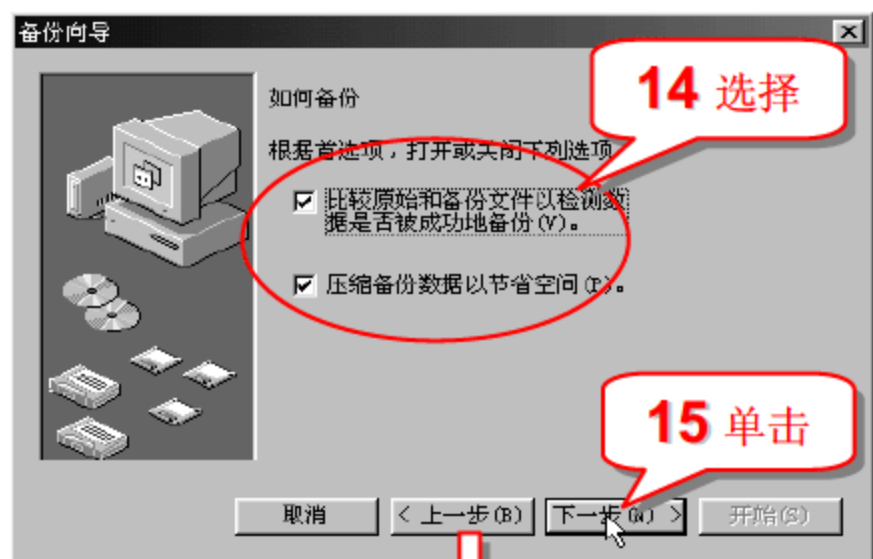 备份向导
14 选择
如何备份
根据首选项，打开或关闭下列选项
比较原始和备份文件以检测数
据是否被成功地备份(V)。
压缩备份数据以节省空间(P)。
15 单击
取消
< 上一步(B)
下一步(N) >
开始(S)